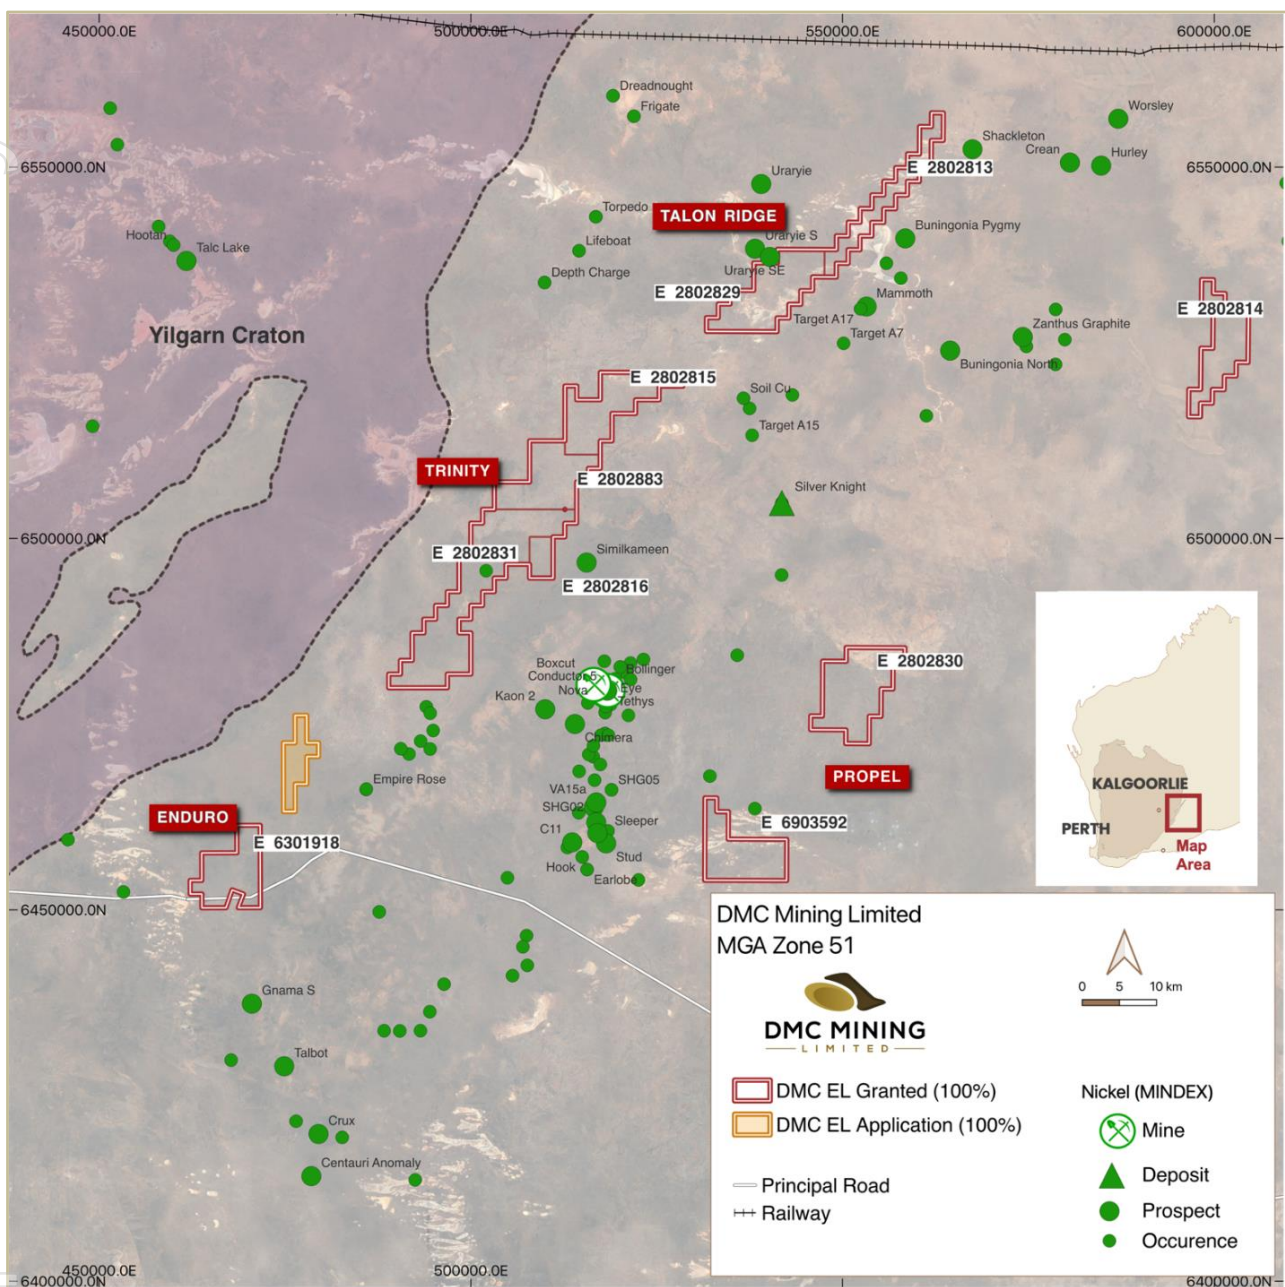 450000.0E
500000.0E
550000.0E
600000.0E
Dreadnought
Frigate
Worsley
Shackleton
Crean
Hurley
6550000.0N
6550000.0N
E 2802813
Uraryie
Torpedo
TALON RIDGE
Buningonia Pygmy
Hootan
Talc Lake
Lifeboat
Uraryie S
Uraryie SE
Depth Charge
E 2802829
Mammoth
E 2802814
Target A17
Zanthus Graphite
Yilgarn Craton
Target A7
Buningonia North
E 2802815
Soil Cu
Target A15
TRINITY
E 2802883
Silver Knight
6500000.0N
6500000.0N
E 2802831
Similkameen
E 2802816
Boxcut
Bollinger
Conductor 5
Nova
Eye
Tethys
Kaon 2
E 2802830
Chimera
Empire Rose
SHG05
VA15a
PROPEL
SHG02
ENDURO
C11
Sleeper
E 6903592
E 6301918
Stud
Hook
Earlobe
KALGOORLIE
PERTH
Map
Area
6450000.0N
DMC Mining Limited
MGA Zone 51
0 5 10 km
DMC MINING
LIMITED
Gnama S
Talbot
Crux
Centauri Anomaly
DMC EL Granted (100%)
DMC EL Application (100%)
Principal Road
Railway
Nickel (MINDEX)
Mine
Deposit
Prospect
Occurence
450000.0E
500000.0E
6400000.0N
6400000.0N